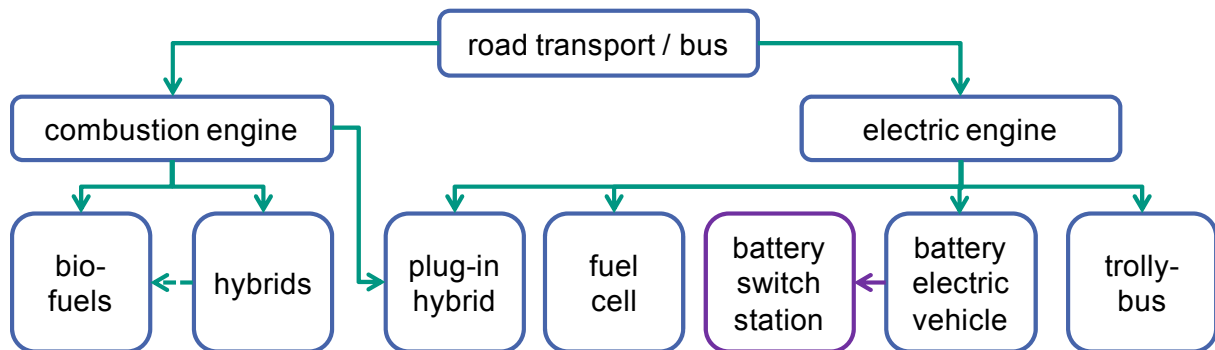 road transport / bus
combustion engine
electric engine
bio-
fuels
hybrids
plug-in
hybrid
fuel
cell
battery
switch
station
battery
electric
vehicle
trolly-
bus